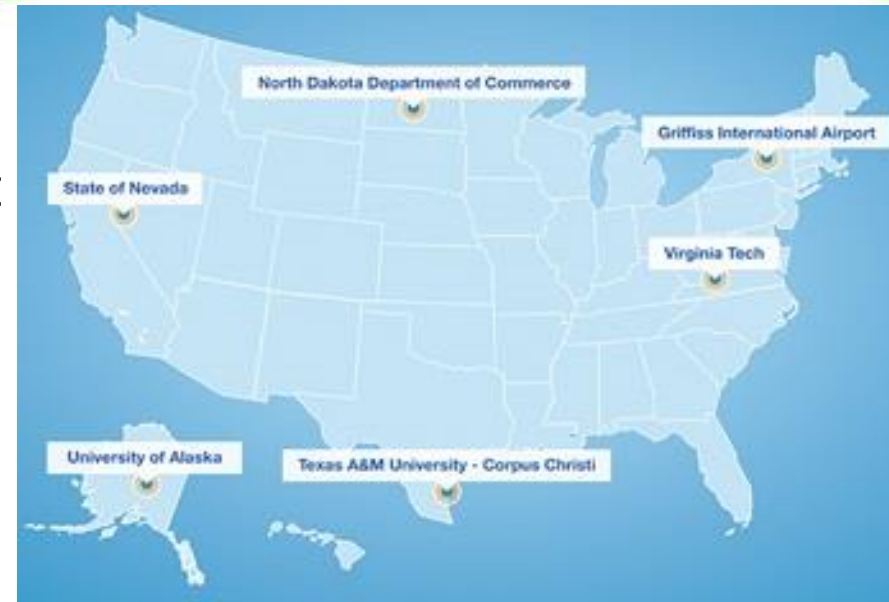 North Dakota Department of Commerce
Griffiss International Airport
State of Nevada
Virginia Tech
University of Alaska
Texas A&M University - Corpus Christi